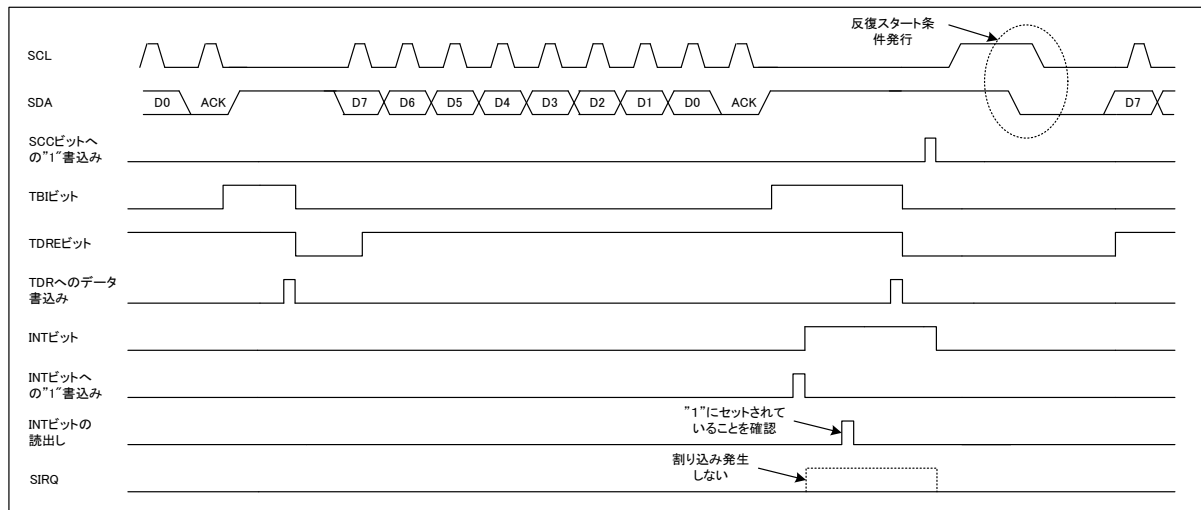 反復スタート条
件発行
SCL
SDA
D0 ACK D7 D6 D5 D4 D3 D2 D1 D0 ACK D7
SCCビットへ
の"1"書込み
TBIビット
TDREビット
TDRへのデータ
書込み
INTビット
INTビットへ
の"1"書込み
INTビットの
読出し
"1"にセットされて
いることを確認
割り込み発生
しない
SIRQ